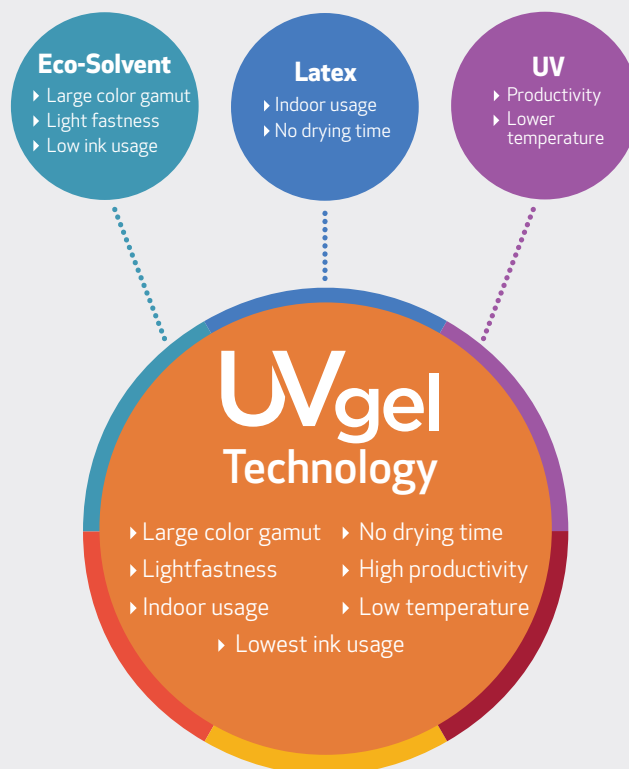 Eco-Solvent
Large color gamut
Light fastness
Low ink usage
Latex
Indoor usage
No drying time
UV
Productivity
Lower
temperature
UVgel
Technology
Large color gamut
Lightfastness
Indoor usage
No drying time
High productivity
Low temperature
Lowest ink usage